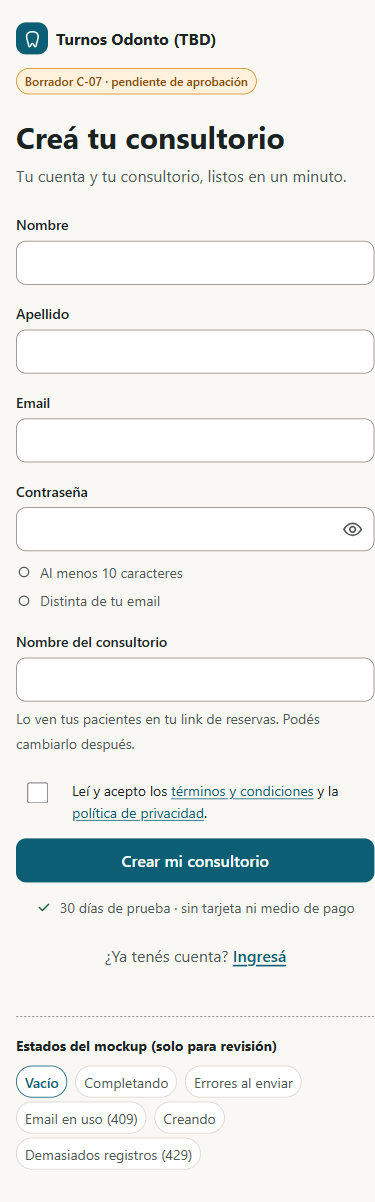 Turnos Odonto (TBD)
Borrador C-07 · pendiente de aprobación
Creá tu consultorio
Tu cuenta y tu consultorio, listos en un minuto.
Nombre
Apellido
Email
Contraseña
Al menos 10 caracteres
Distinta de tu email
Nombre del consultorio
Lo ven tus pacientes en tu link de reservas. Podés
cambiarlo después.
Leí y acepto los términos y condiciones y la
política de privacidad.
Crear mi consultorio
30 días de prueba · sin tarjeta ni medio de pago
¿Ya tenés cuenta? Ingresá
Estados del mockup (solo para revisión)
Vacío Completando Errores al enviar
Email en uso (409) Creando
Demasiados registros (429)